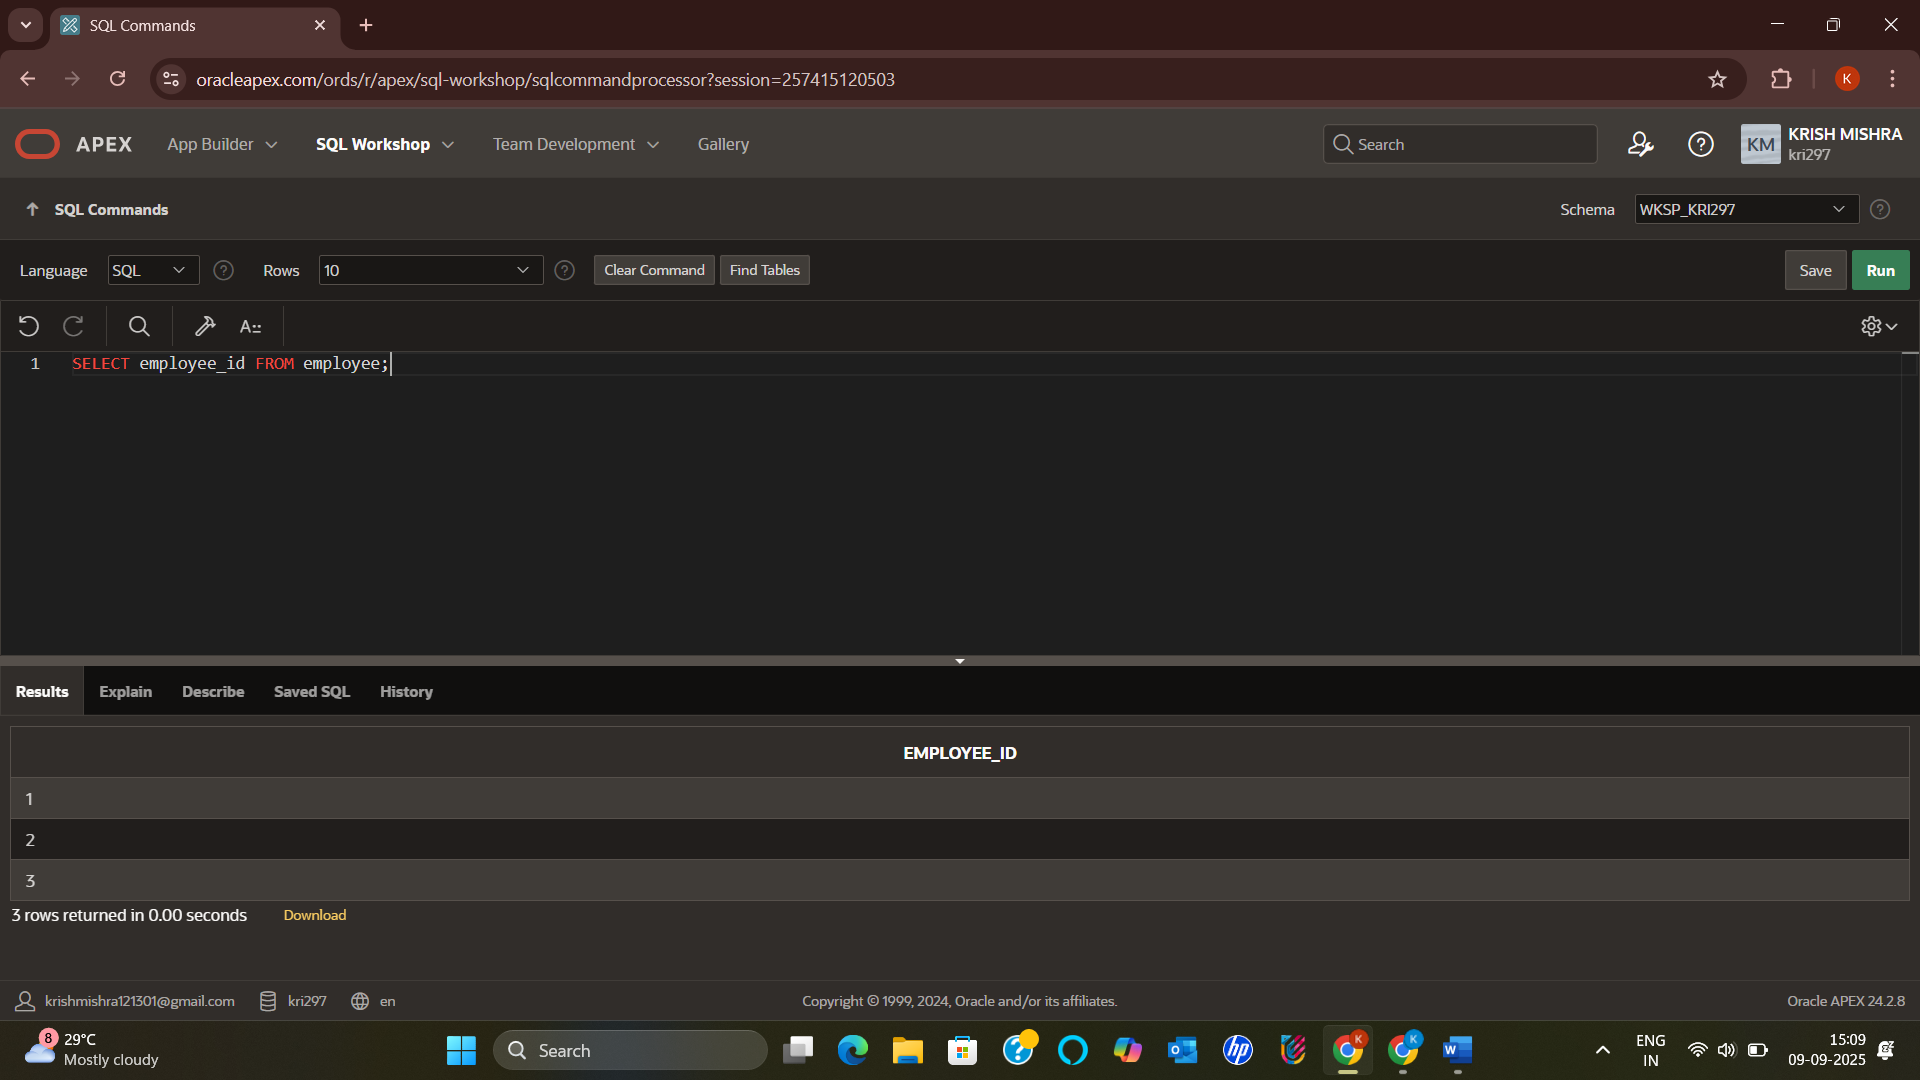 SQL Commands
oracleapex.com/ords/r/apex/sql-workshop/sqlcommandprocessor?session=257415120503
K
APEX App Builder SQL Workshop Team Development Gallery Search KM KRISH MISHRA
kri297
SQL Commands Schema WKSP_KRI297
Language SQL Rows 10 Clear Command Find Tables Save Run
1 SELECT employee_id FROM employee;
Results Explain Describe Saved SQL History
EMPLOYEE_ID
1
2
3
3 rows returned in 0.00 seconds Download
krishmishra121301@gmail.com kri297 en Copyright © 1999, 2024, Oracle and/or its affiliates. Oracle APEX 24.2.8
8 29°C
Mostly cloudy
Search
ENG
IN
15:09
09-09-2025